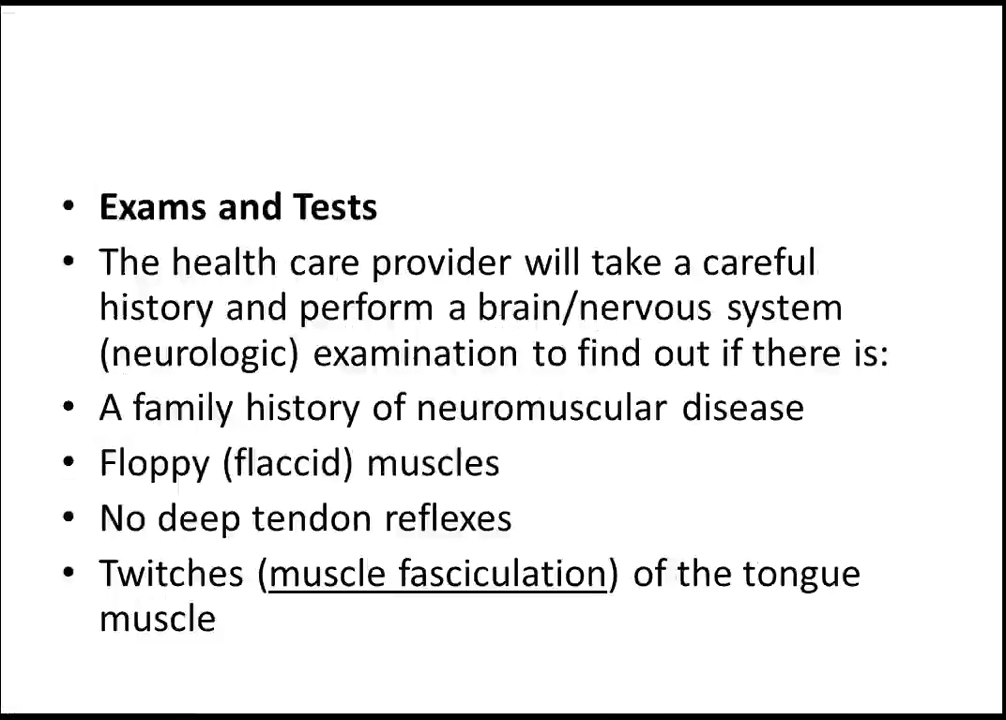 • Exams and Tests
• The health care provider will take a careful
history and perform a brain/nervous system
(neurologic) examination to find out if there is:
• A family history of neuromuscular disease
• Floppy (flaccid) muscles
• No deep tendon reflexes
• Twitches (muscle fasciculation) of the tongue
muscle